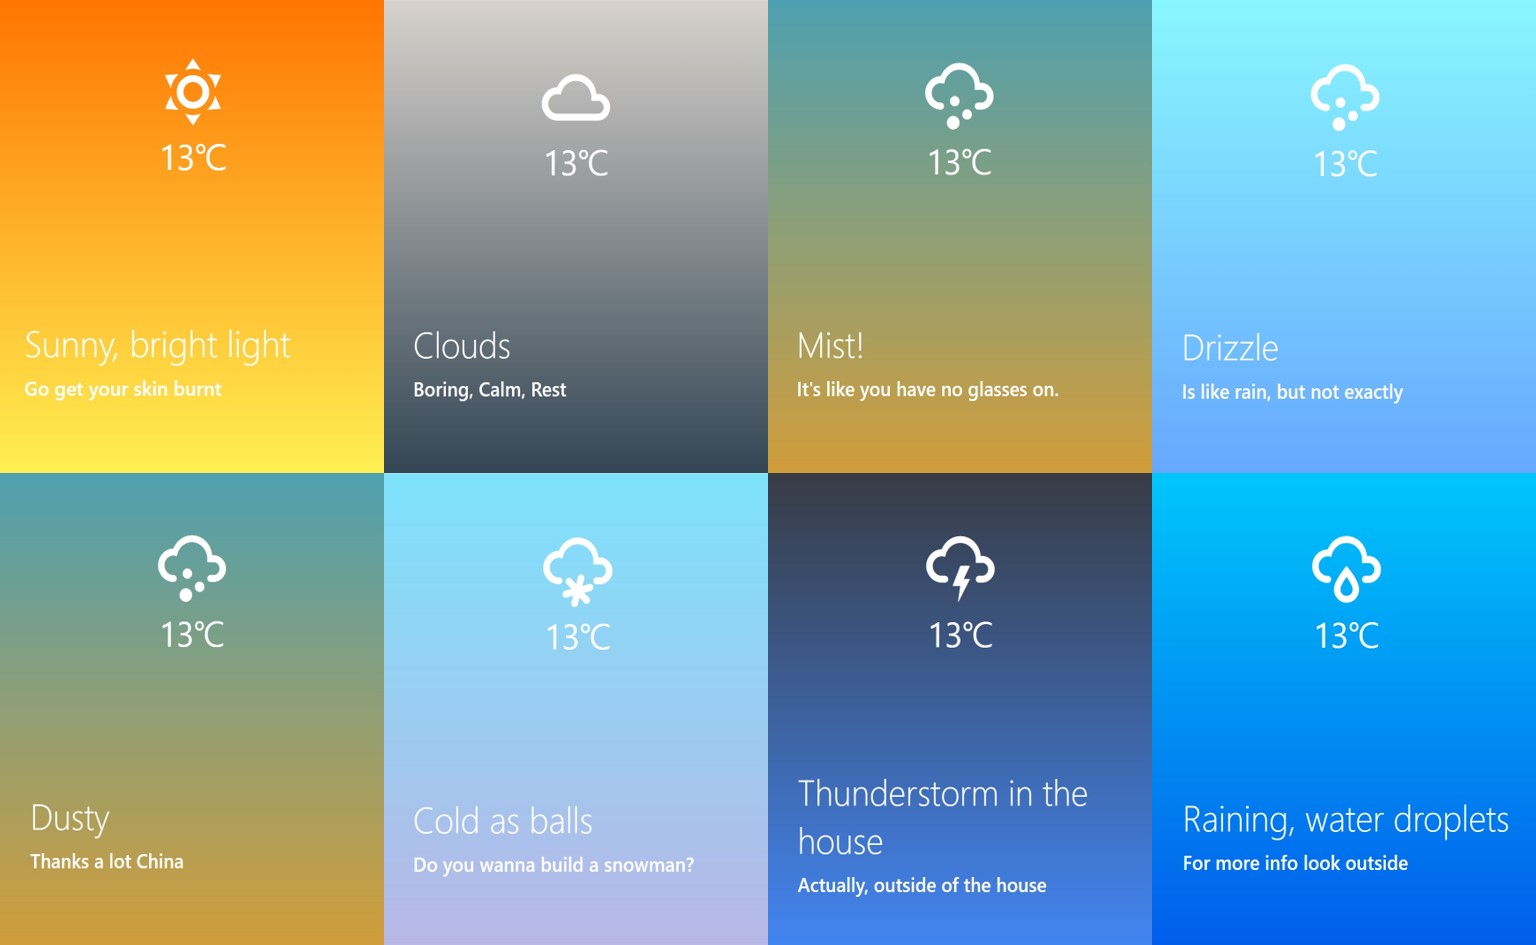 13°C
Sunny, bright light
Go get your skin burnt
13°C
Clouds
Boring, Calm, Rest
13°C
Mist!
It's like you have no glasses on.
13°C
Drizzle
Is like rain, but not exactly
13°C
Dusty
Thanks a lot China
13°C
Cold as balls
Do you wanna build a snowman?
13°C
Thunderstorm in the
house
Actually, outside of the house
13°C
Raining, water droplets
For more info look outside